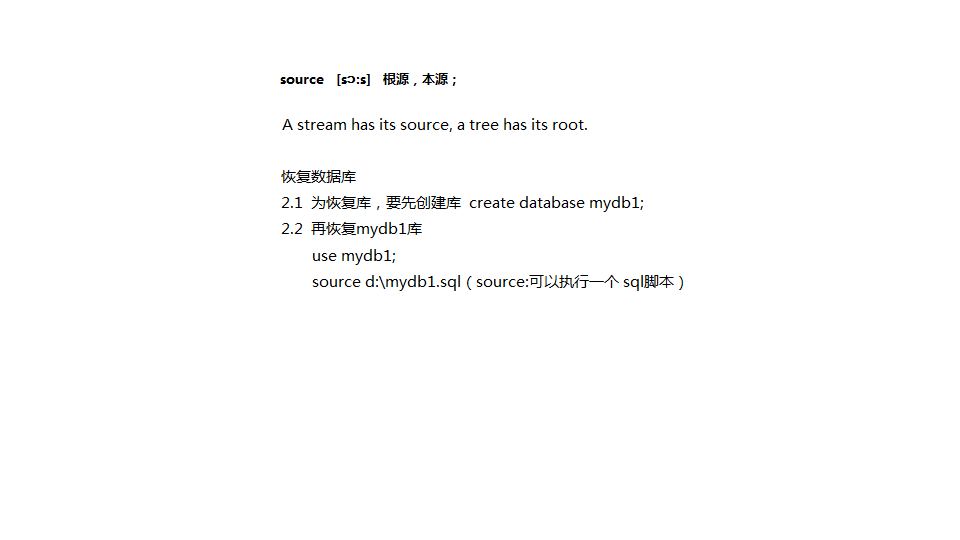 source [sɔ:s] 根源，本源；
A stream has its source, a tree has its root.
恢复数据库
2.1 为恢复库，要先创建库 create database mydb1;
2.2 再恢复mydb1库
use mydb1;
source d:\mydb1.sql（source:可以执行一个 sql脚本）